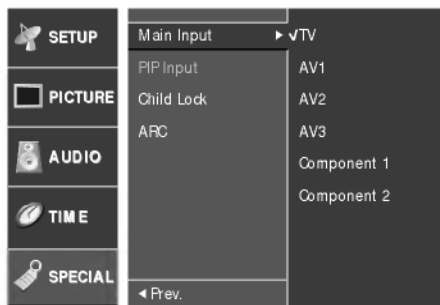 SETUP
PICTURE
AUDIO
TIME
SPECIAL
Main Input ▶
PIP Input
Child Lock
ARC
◀ Prev.
✓TV
AV1
AV2
AV3
Component 1
Component 2